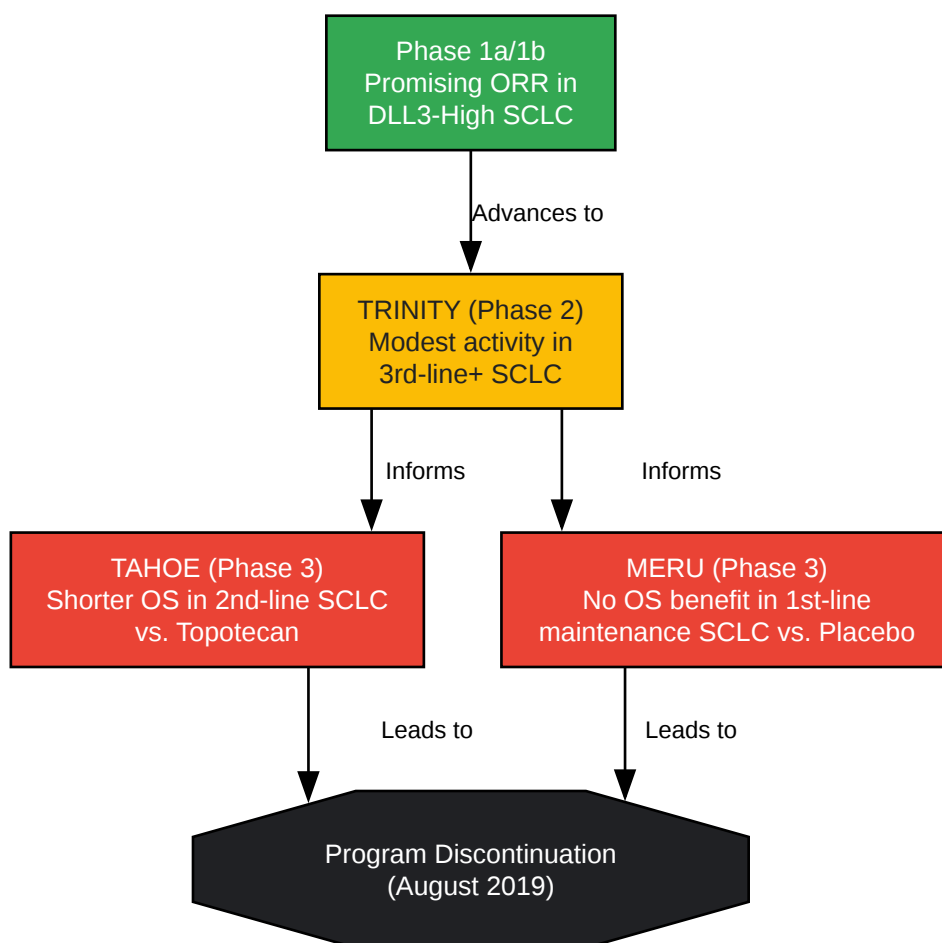 Phase 1a/1b
Promising ORR in
DLL3-High SCLC
Advances to
TRINITY (Phase 2)
Modest activity in
3rd-line+ SCLC
Informs
Informs
TAHOE (Phase 3)
Shorter OS in 2nd-line SCLC
vs. Topotecan
MERU (Phase 3)
No OS benefit in 1st-line
maintenance SCLC vs. Placebo
Leads to
Leads to
Program Discontinuation
(August 2019)